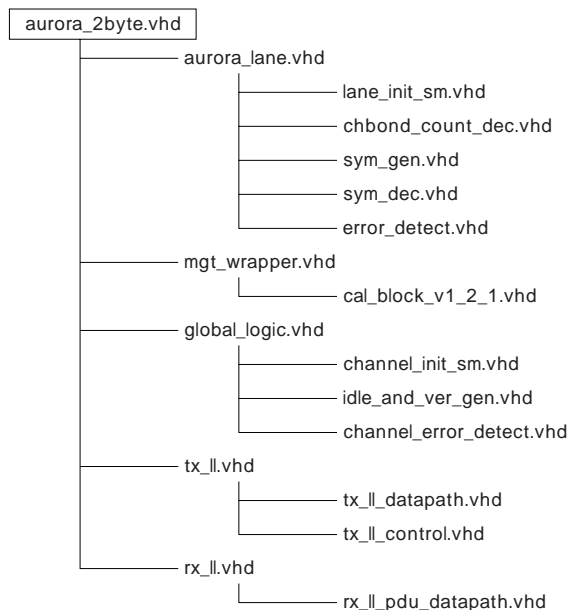 aurora_2byte.vhd
aurora_lane.vhd
lane_init_sm.vhd
chbond_count_dec.vhd
sym_gen.vhd
sym_dec.vhd
error_detect.vhd
mgt_wrapper.vhd
cal_block_v1_2_1.vhd
global_logic.vhd
channel_init_sm.vhd
idle_and_ver_gen.vhd
channel_error_detect.vhd
tx_ll.vhd
tx_ll_datapath.vhd
tx_ll_control.vhd
rx_ll.vhd
rx_ll_pdu_datapath.vhd